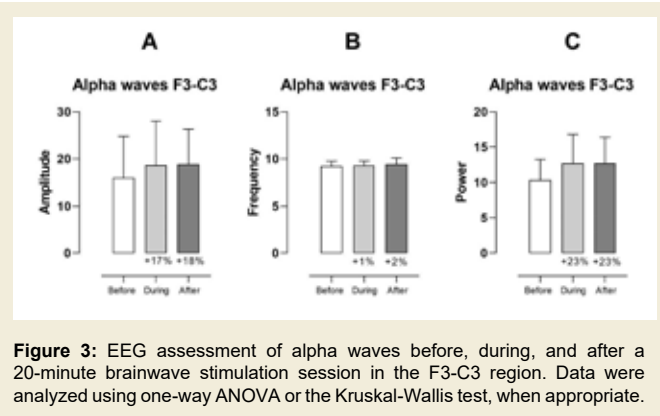 A B C
Alpha waves F3-C3 Alpha waves F3-C3 Alpha waves F3-C3
30 15 20
20 10 15
10 5 10
0 0 5
0
Amplitude
Frequency
Power
+17% +18% +1% +2% +23% +23%
Before During After Before During After Before During After
Figure 3: EEG assessment of alpha waves before, during, and after a
20-minute brainwave stimulation session in the F3-C3 region. Data were
analyzed using one-way ANOVA or the Kruskal-Wallis test, when appropriate.